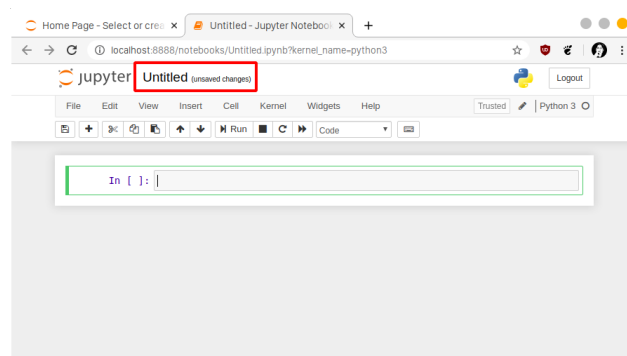 Home Page - Select or crea Untitled - Jupyter Notebook
localhost:8888/notebooks/Untitled.ipynb?kernel_name=python3
jupyter Untitled (unsaved changes) Logout
File Edit View Insert Cell Kernel Widgets Help Trusted Python 3
Run Code
In [ ]: